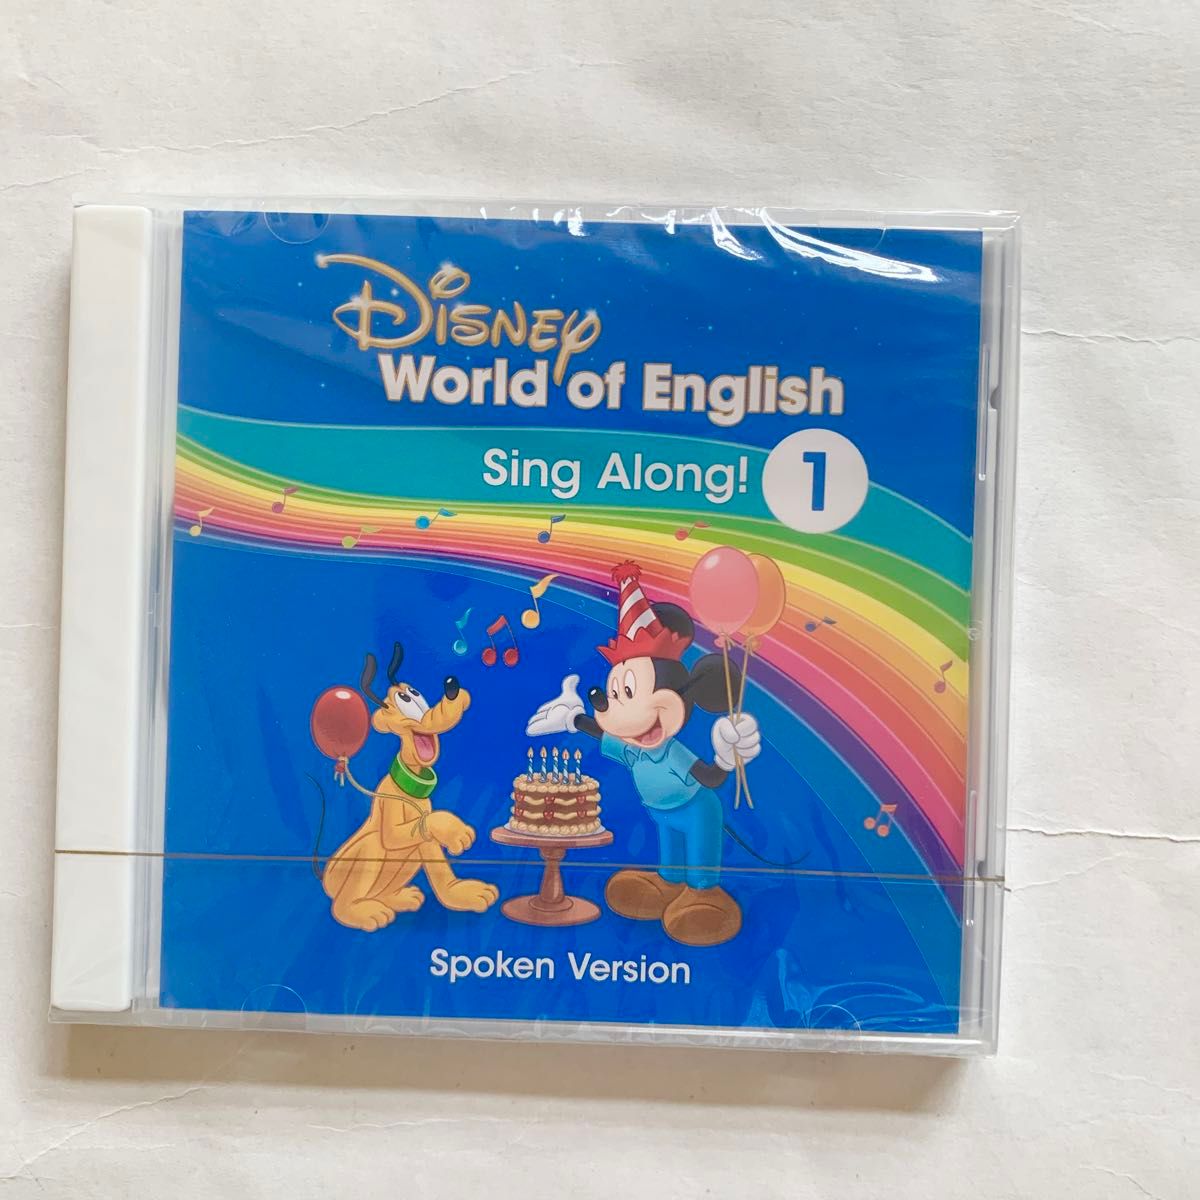 DISNEY
World of English
Sing Along! 1
Spoken Version